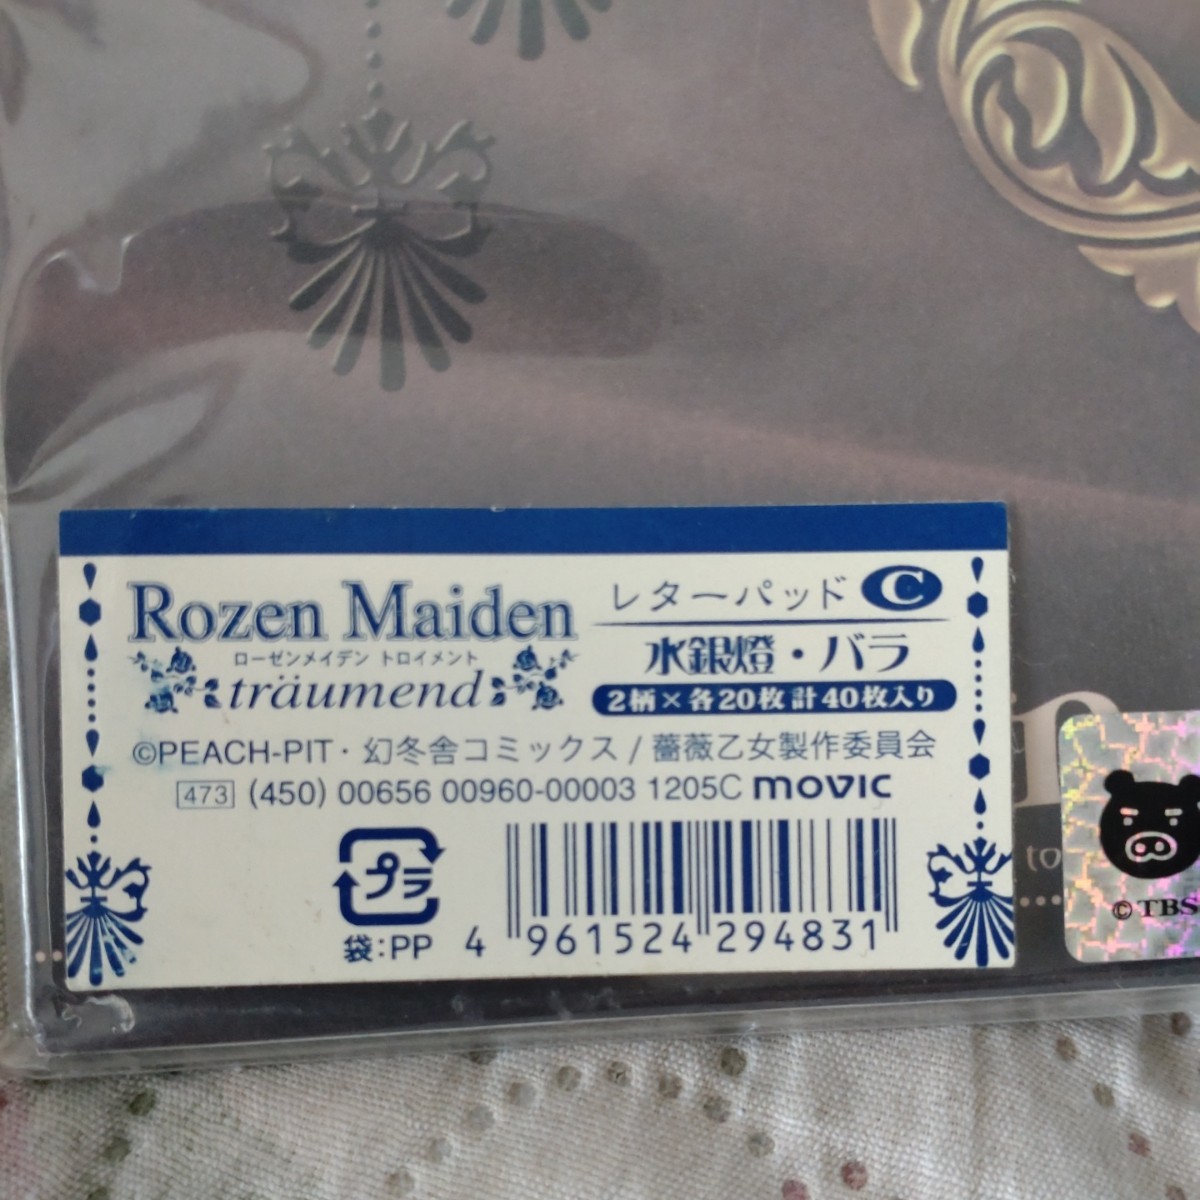 Rozen Maiden
ローゼンメイデン トロイメント
träumend
レターパッド C
水銀燈・バラ
2柄×各20枚計40枚入り
©PEACH-PIT・幻冬舎コミックス/薔薇乙女製作委員会
473 (450) 00656 00960-00003 1205C movic
プラ
袋:PP
4 961524 294831
to
© TBS